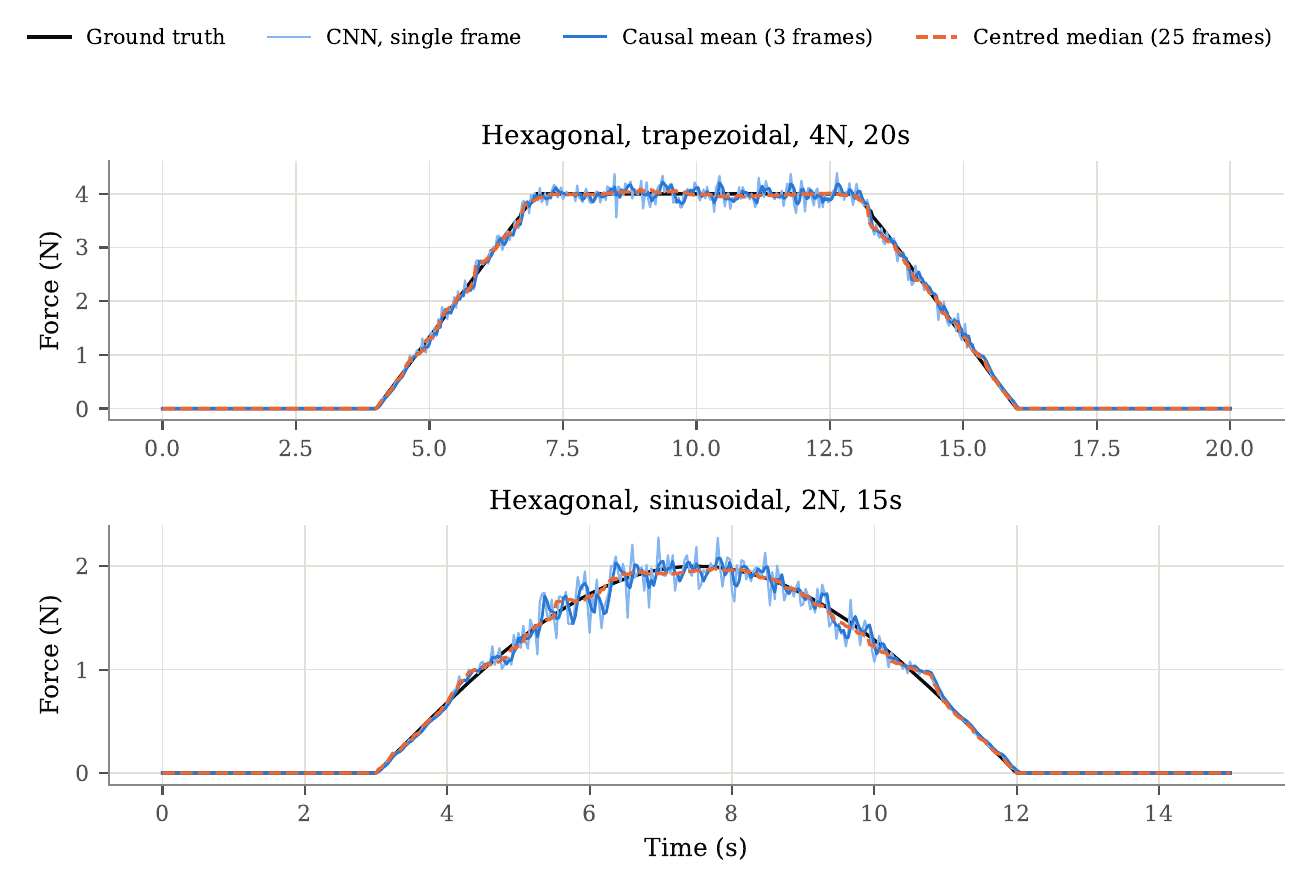 Ground truth
CNN, single frame
Causal mean (3 frames)
Centred median (25 frames)
Hexagonal, trapezoidal, 4N, 20s
Force (N)
4
3
2
1
0
0.0 2.5 5.0 7.5 10.0 12.5 15.0 17.5 20.0
Hexagonal, sinusoidal, 2N, 15s
Force (N)
2
1
0
0 2 4 6 8 10 12 14
Time (s)